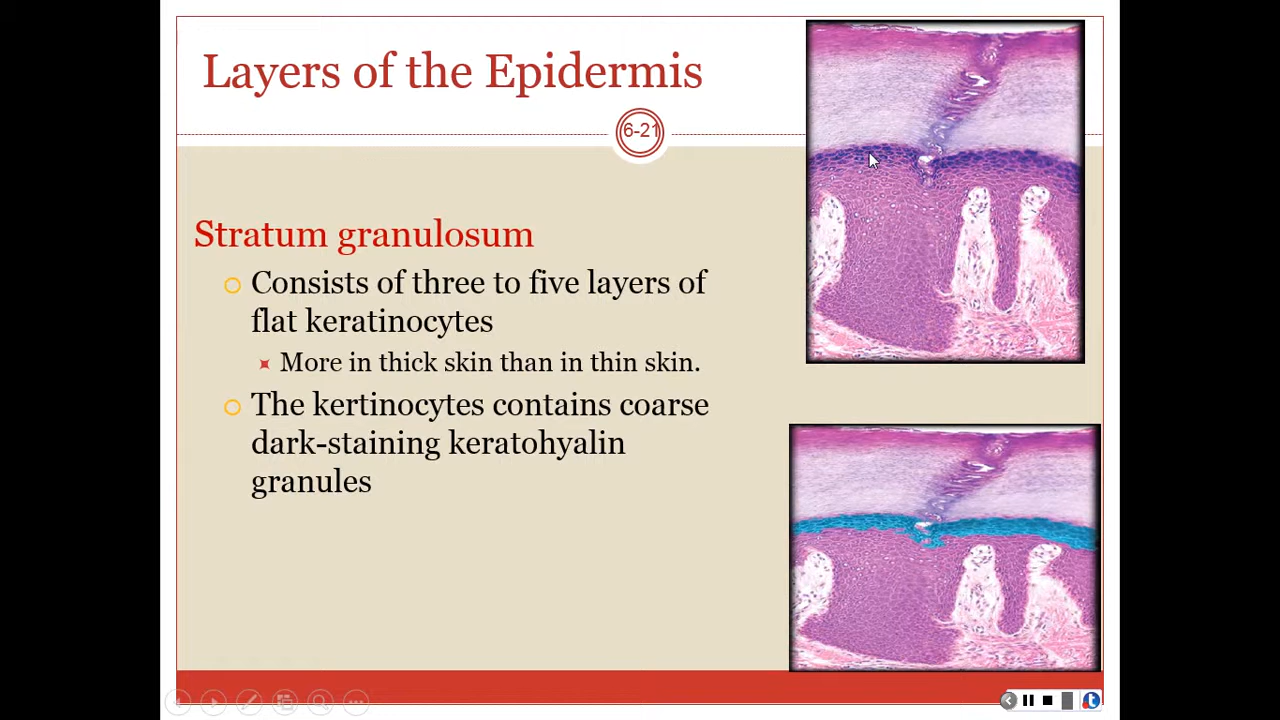 Layers of the Epidermis
6-21
Stratum granulosum
Consists of three to five layers of
flat keratinocytes
More in thick skin than in thin skin.
The kertinocytes contains coarse
dark-staining keratohyalin
granules
t